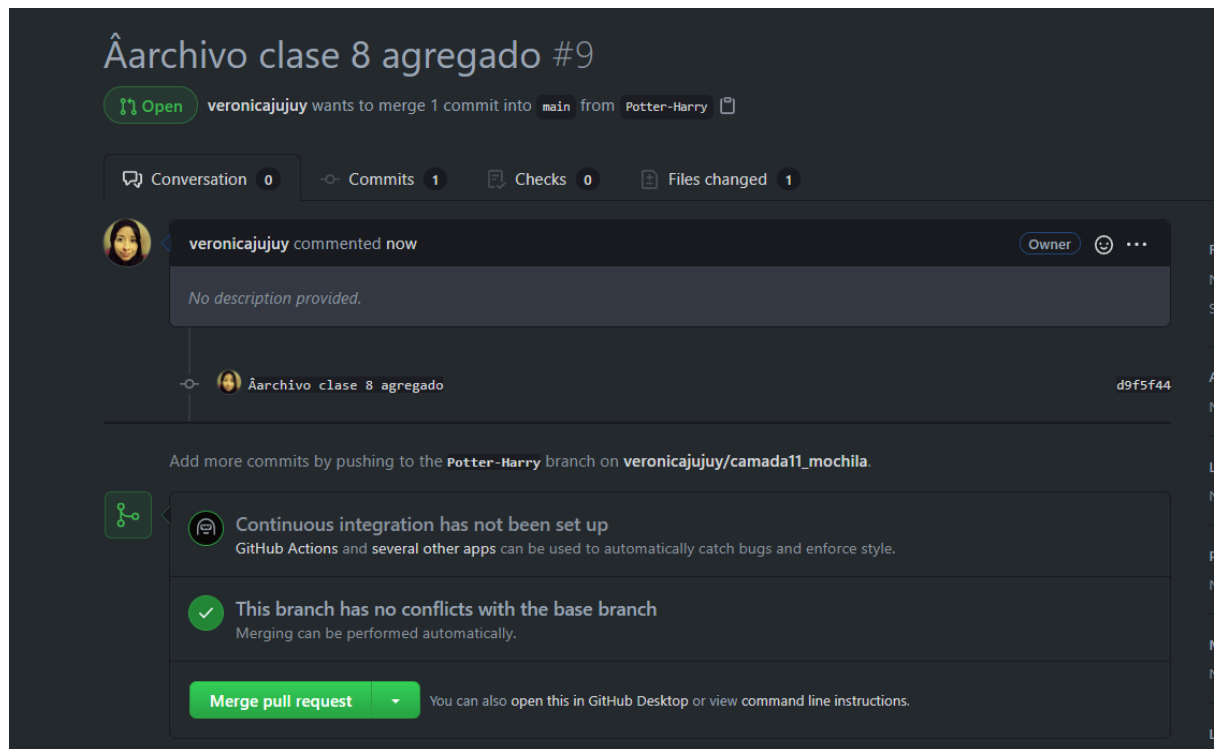 Âarchivo clase 8 agregado #9
Open veronicajujuy wants to merge 1 commit into main from Potter-Harry
Conversation 0 Commits 1 Checks 0 Files changed 1
veronicajujuy commented now Owner
No description provided.
Âarchivo clase 8 agregado d9f5f44
Add more commits by pushing to the Potter-Harry branch on veronicajujuy/camada11_mochila.
Continuous integration has not been set up
GitHub Actions and several other apps can be used to automatically catch bugs and enforce style.
This branch has no conflicts with the base branch
Merging can be performed automatically.
Merge pull request You can also open this in GitHub Desktop or view command line instructions.